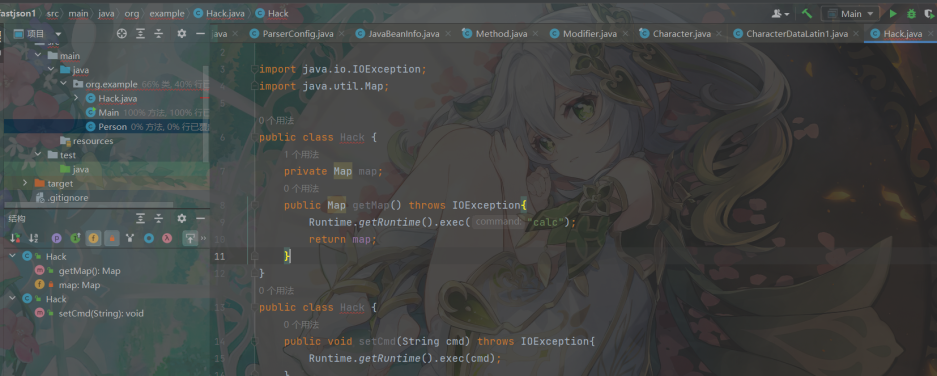 fastjson1 src main java org example Hack.java Hack
Main
项目
.java ParserConfig.java JavaBeanInfo.java Method.java Modifier.java Character.java CharacterDataLatin1.java Hack.java
src
main
java
org.example 66% 类, 40% 行
Hack.java
Main 100% 方法, 100% 行
Person 0% 方法, 0% 行已覆
resources
test
java
target
.gitignore
结构
Hack
getMap(): Map
map: Map
Hack
setCmd(String): void
2
3 import java.io.IOException;
4 import java.util.Map;
5
0 个用法
6 public class Hack {
1 个用法
7 private Map map;
0 个用法
8 public Map getMap() throws IOException{
9 Runtime.getRuntime().exec( command: "calc");
10 return map;
11 }
12 }
0 个用法
13 public class Hack {
0 个用法
14 public void setCmd(String cmd) throws IOException{
15 Runtime.getRuntime().exec(cmd);
}